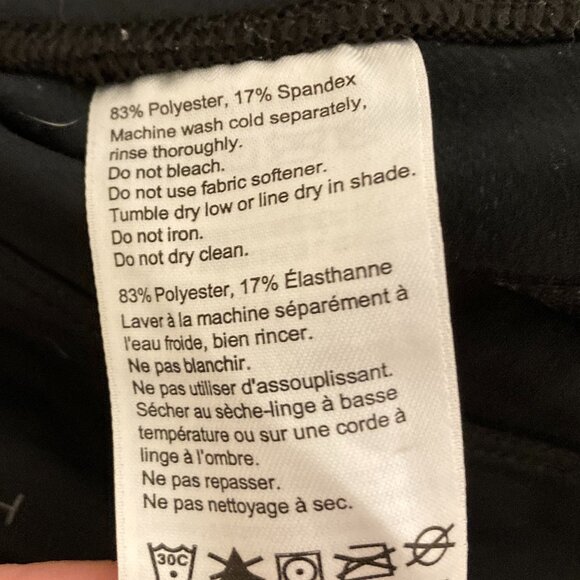 83% Polyester, 17% Spandex
Machine wash cold separately,
rinse thoroughly.
Do not bleach.
Do not use fabric softener.
Tumble dry low or line dry in shade.
Do not iron.
Do not dry clean.
83% Polyester, 17% Élasthanne
Laver à la machine séparément à
l'eau froide, bien rincer.
Ne pas blanchir.
Ne pas utiliser d'assouplissant.
Sécher au sèche-linge à basse
température ou sur une corde à
linge à l'ombre.
Ne pas repasser.
Ne pas nettoyage à sec.
30C